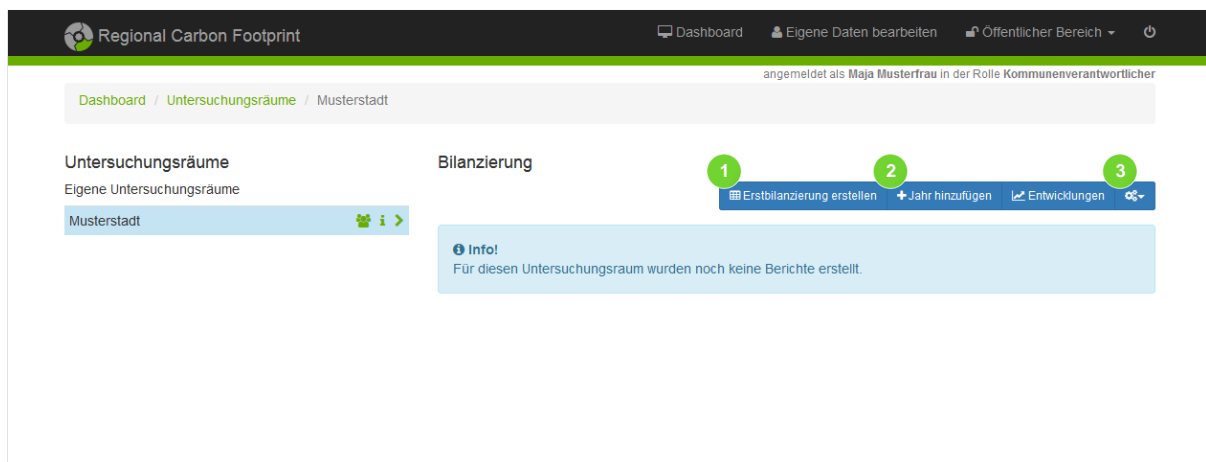 Regional Carbon Footprint
Dashboard Eigene Daten bearbeiten Öffentlicher Bereich
angemeldet als Maja Musterfrau in der Rolle Kommunenverantwortlicher
Dashboard / Untersuchungsräume / Musterstadt
Untersuchungsräume
Eigene Untersuchungsräume
Musterstadt
Bilanzierung
1 2 3
Erstbilanzierung erstellen Jahr hinzufügen Entwicklungen
Info!
Für diesen Untersuchungsraum wurden noch keine Berichte erstellt.